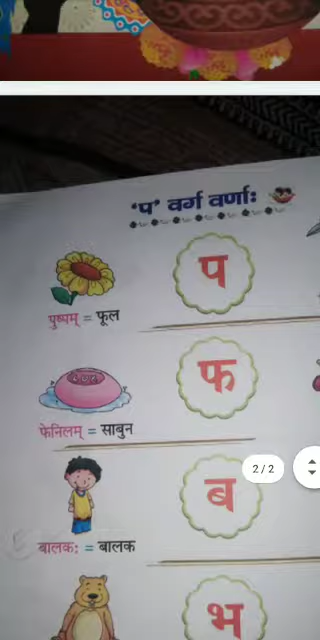 ‘प’ वर्ग वर्णाः
प
पुष्पम् = फूल
फ
फेनिलम् = साबुन
2 / 2
ब
बालकः = बालक
भ